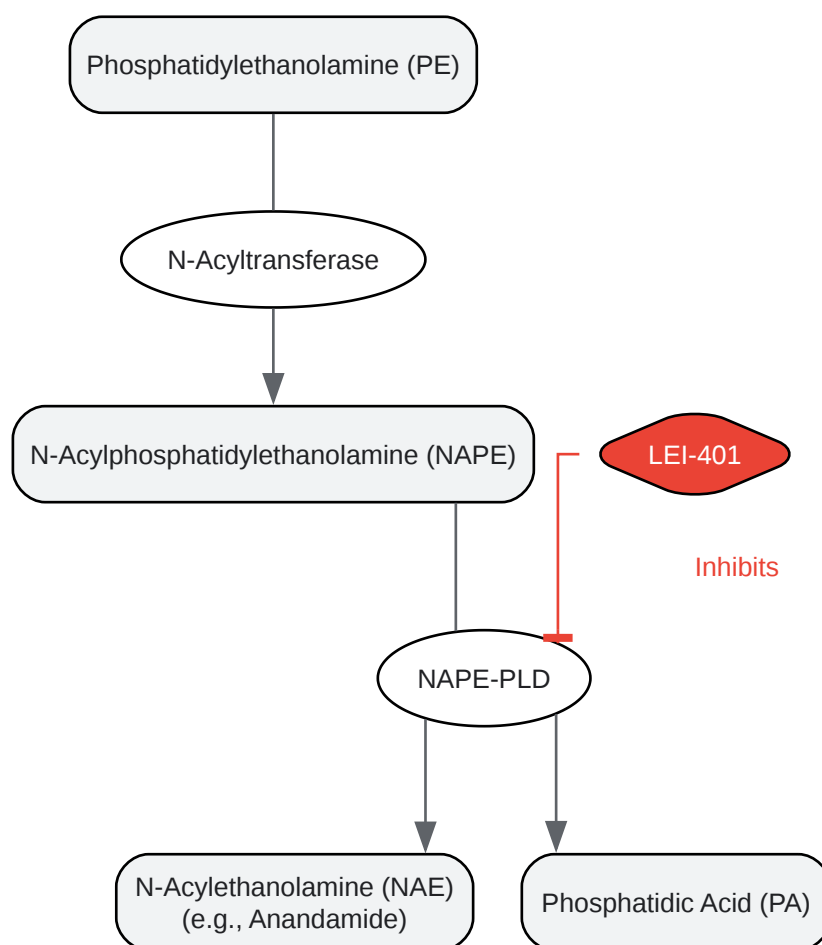 Phosphatidylethanolamine (PE)
N-Acyltransferase
N-Acylphosphatidylethanolamine (NAPE)
LEI-401
Inhibits
NAPE-PLD
N-Acylethanolamine (NAE)
(e.g., Anandamide)
Phosphatidic Acid (PA)